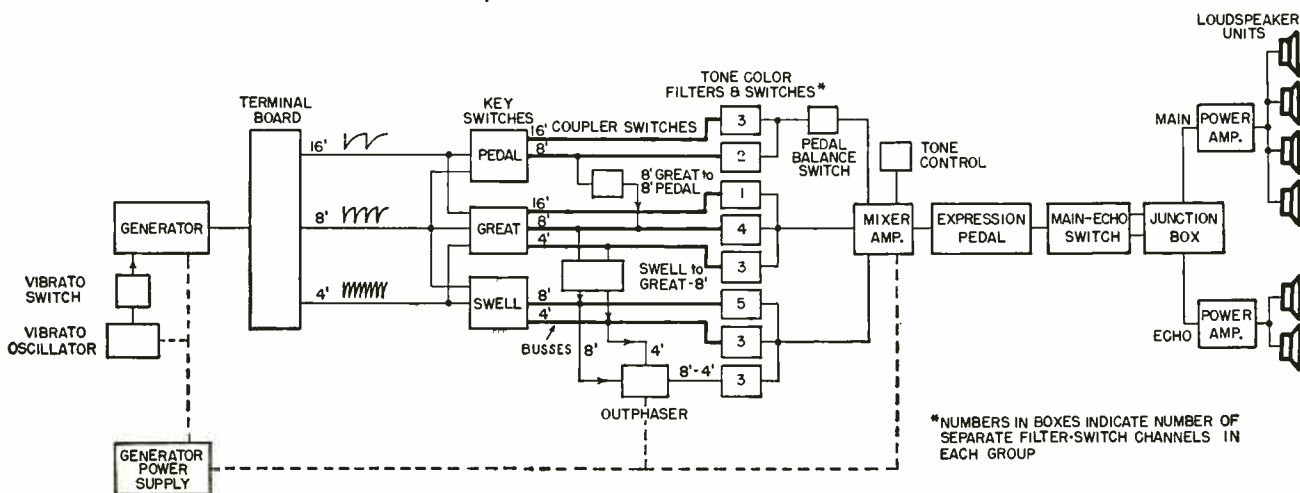 LOUDSPEAKER
UNITS
TONE COLOR
FILTERS & SWITCHES*
TERMINAL
BOARD
KEY
SWITCHES
16' COUPLER SWITCHES
3
MAIN
POWER
AMP.
16'
PEDAL
8'
2
PEDAL
BALANCE
SWITCH
TONE
CONTROL
8' GREAT TO
8' PEDAL
16'
1
8'
GENERATOR
GREAT
8'
4
MIXER
AMP.
EXPRESSION
PEDAL
MAIN-ECHO
SWITCH
JUNCTION
BOX
4'
3
SWELL TO
GREAT-8'
VIBRATO
SWITCH
4'
SWELL
8'
5
4'
3
VIBRATO
OSCILLATOR
BUSSES
8'
4'
8'-4'
3
ECHO
POWER
AMP.
OUTPHASER
*NUMBERS IN BOXES INDICATE NUMBER OF
SEPARATE FILTER-SWITCH CHANNELS IN
EACH GROUP
GENERATOR
POWER
SUPPLY